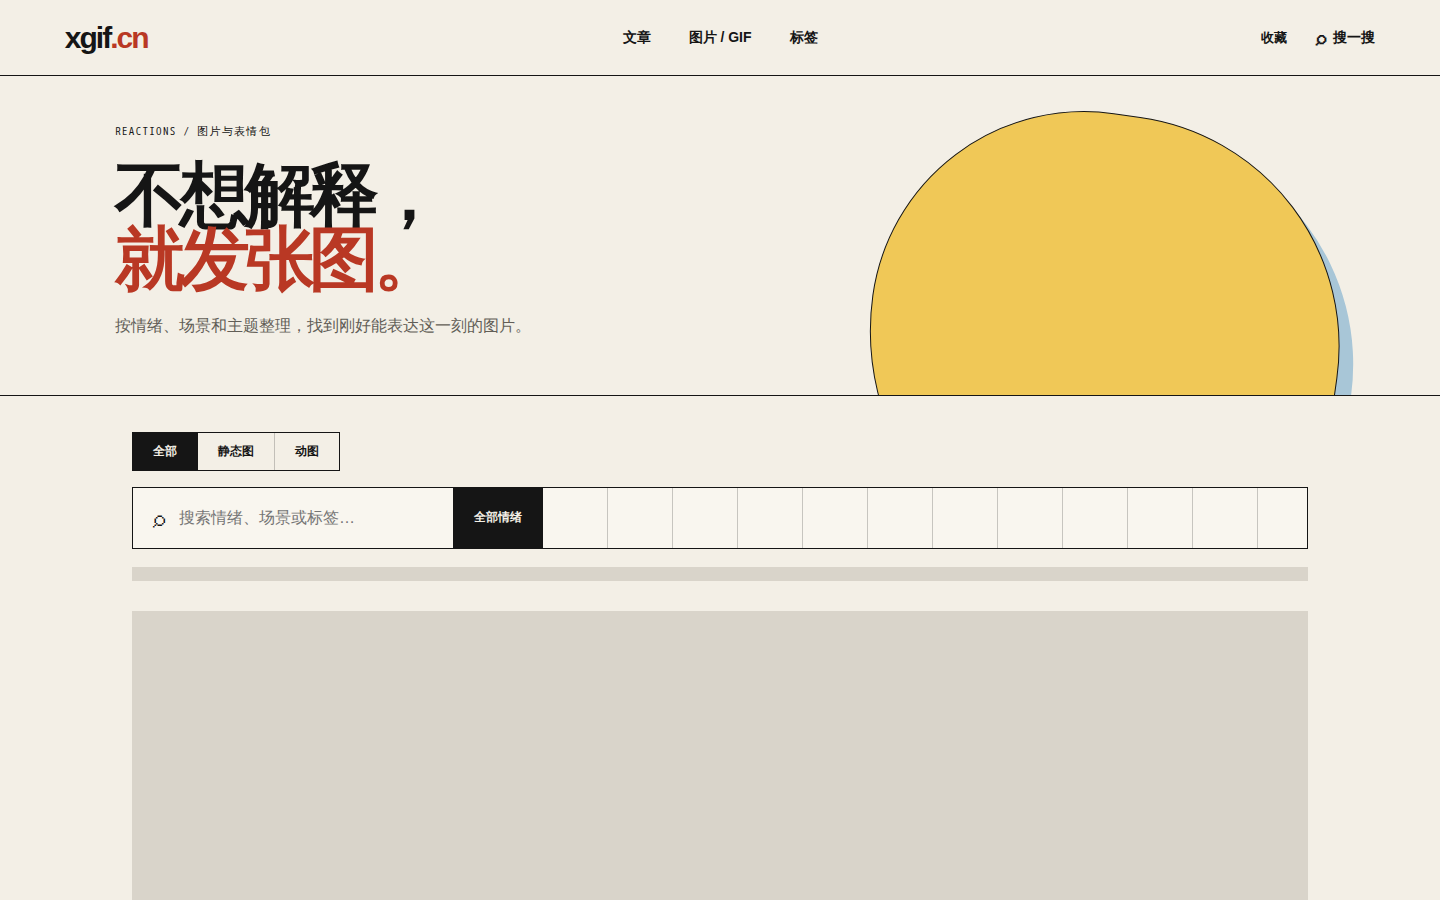 xgif.cn
文章
图片 / GIF
标签
收藏
搜一搜
REACTIONS / 图片与表情包
不想解释，
就发张图。
按情绪、场景和主题整理，找到刚好能表达这一刻的图片。
全部
静态图
动图
搜索情绪、场景或标签…
全部情绪